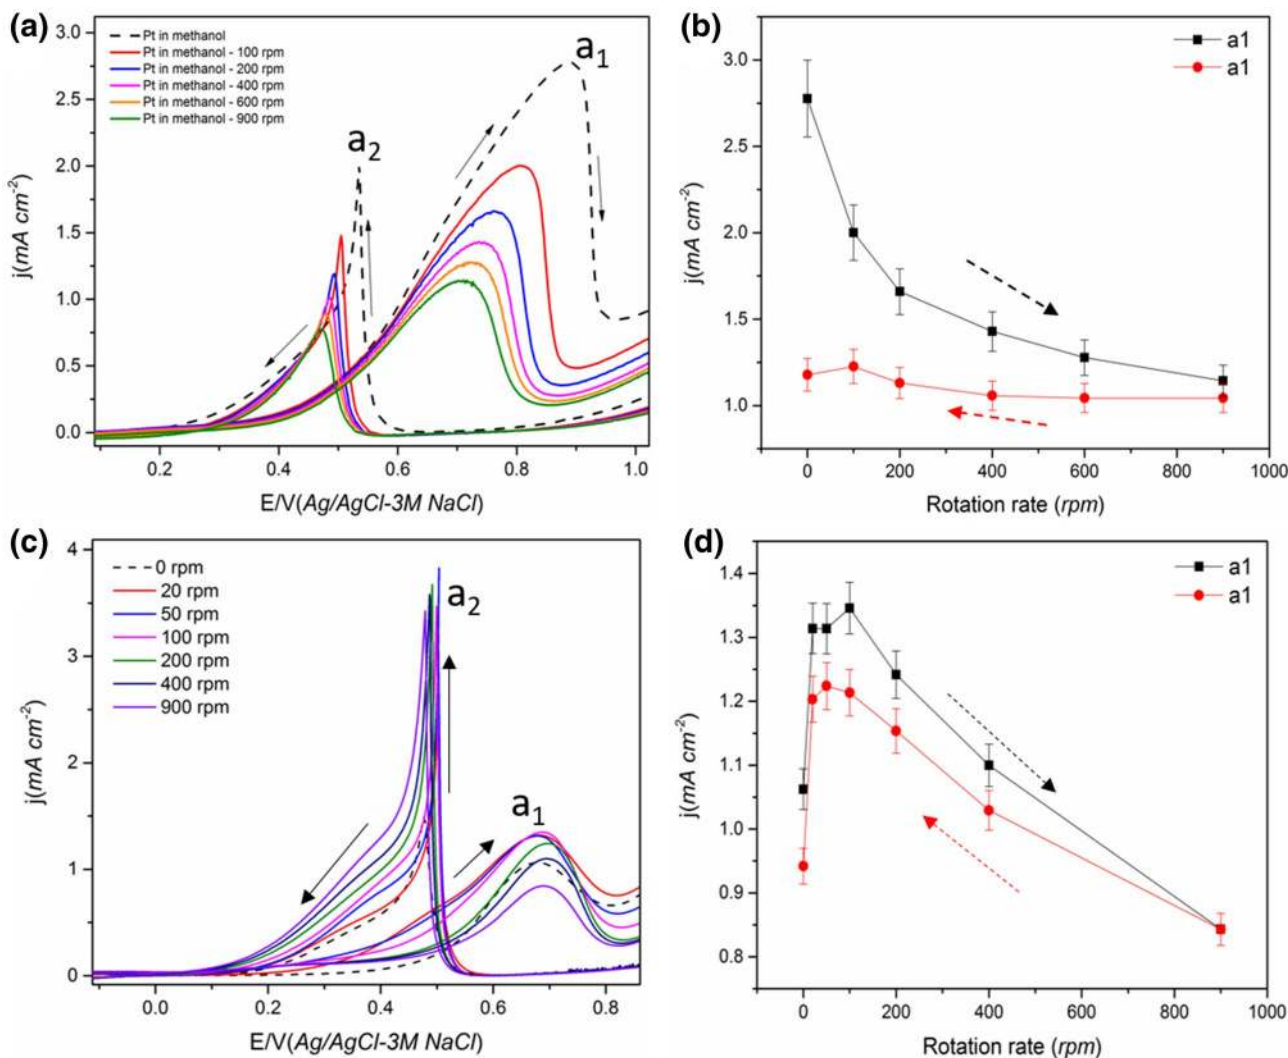 (a)
3.0
2.5
2.0
1.5
1.0
0.5
0.0
j(mA cm-2)
Pt in methanol
Pt in methanol - 100 rpm
Pt in methanol - 200 rpm
Pt in methanol - 400 rpm
Pt in methanol - 600 rpm
Pt in methanol - 900 rpm
a1
a2
0.2 0.4 0.6 0.8 1.0
E/V(Ag/AgCl-3M NaCl)
(b)
3.0
2.5
2.0
1.5
1.0
j(mA cm-2)
a1
a1
0 200 400 600 800 1000
Rotation rate (rpm)
(c)
4
3
2
1
0
j(mA cm-2)
0 rpm
20 rpm
50 rpm
100 rpm
200 rpm
400 rpm
900 rpm
a2
a1
0.0 0.2 0.4 0.6 0.8
E/V(Ag/AgCl-3M NaCl)
(d)
1.4
1.3
1.2
1.1
1.0
0.9
0.8
j(mA cm-2)
a1
a1
0 200 400 600 800 1000
Rotation rate (rpm)